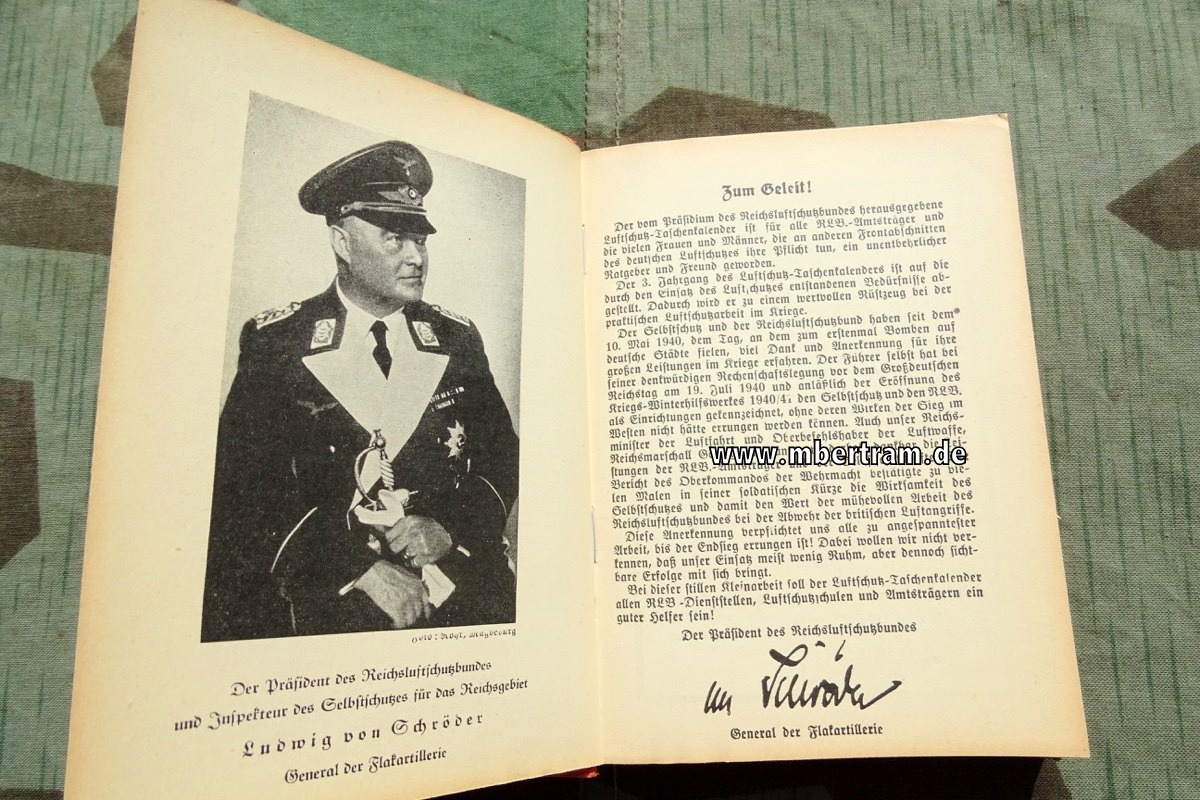 Der Präsident des Reichsluftschutzbundes
und Inspekteur des Selbstschutzes für das Reichsgebiet
Ludwig von Schröder
General der Flakartillerie
Zum Geleit!
Der vom Präsidium des Reichsluftschutzbundes herausgegebene
Luftschutz-Taschenkalender ist für alle RLB.-Amtsträger und
die vielen Frauen und Männer, die an anderen Frontabschnitten
des deutschen Luftschutzes ihre Pflicht tun, ein unentbehrlicher
Ratgeber und Freund geworden.
Der 3. Jahrgang des Luftschutz-Taschenkalenders ist auf die
durch den Einsatz des Luftschutzes entstandenen Bedürfnisse ab-
gestellt. Dadurch wird er zu einem wertvollen Rüstzeug bei der
praktischen Luftschutzarbeit im Kriege.
Der Selbstschutz und der Reichsluftschutzbund haben seit dem
10. Mai 1940, dem Tag, an dem zum erstenmal Bomben auf
deutsche Städte fielen, viel Dank und Anerkennung für ihre
großen Leistungen im Kriege erfahren. Der Führer selbst hat bei
seiner denkwürdigen Rechenschaftslegung vor dem Großdeutschen
Reichstag am 19. Juli 1940 und anläßlich der Eröffnung des
Kriegs-Winterhilfswerkes 1940/41 den Selbstschutz und den RLB.
als Einrichtungen gekennzeichnet, ohne deren Wirken der Sieg im
Westen nicht hätte errungen werden können. Auch unser Reichs-
minister der Luftfahrt und Oberbefehlshaber der Luftwaffe,
Reichsmarschall dankbar die Lei-
www.mbertram.de
stungen der RLB.-Amtsträger
Bericht des Oberkommandos der Wehrmacht bestätigte zu vie-
len Malen in seiner soldatischen Kürze die Wirksamkeit des
Selbstschutzes und damit den Wert der mühevollen Arbeit des
Reichsluftschutzbundes bei der Abwehr der britischen Luftangriffe.
Diese Anerkennung verpflichtet uns alle zu angespanntester
Arbeit, bis der Endsieg errungen ist! Dabei wollen wir nicht ver-
kennen, daß unser Einsatz meist wenig Ruhm, aber dennoch sicht-
bare Erfolge mit sich bringt.
Bei dieser stillen Kleinarbeit soll der Luftschutz-Taschenkalender
allen RLB-Dienststellen, Luftschutzschulen und Amtsträgern ein
guter Helfer sein!
Der Präsident des Reichsluftschutzbundes
von Schröder
General der Flakartillerie